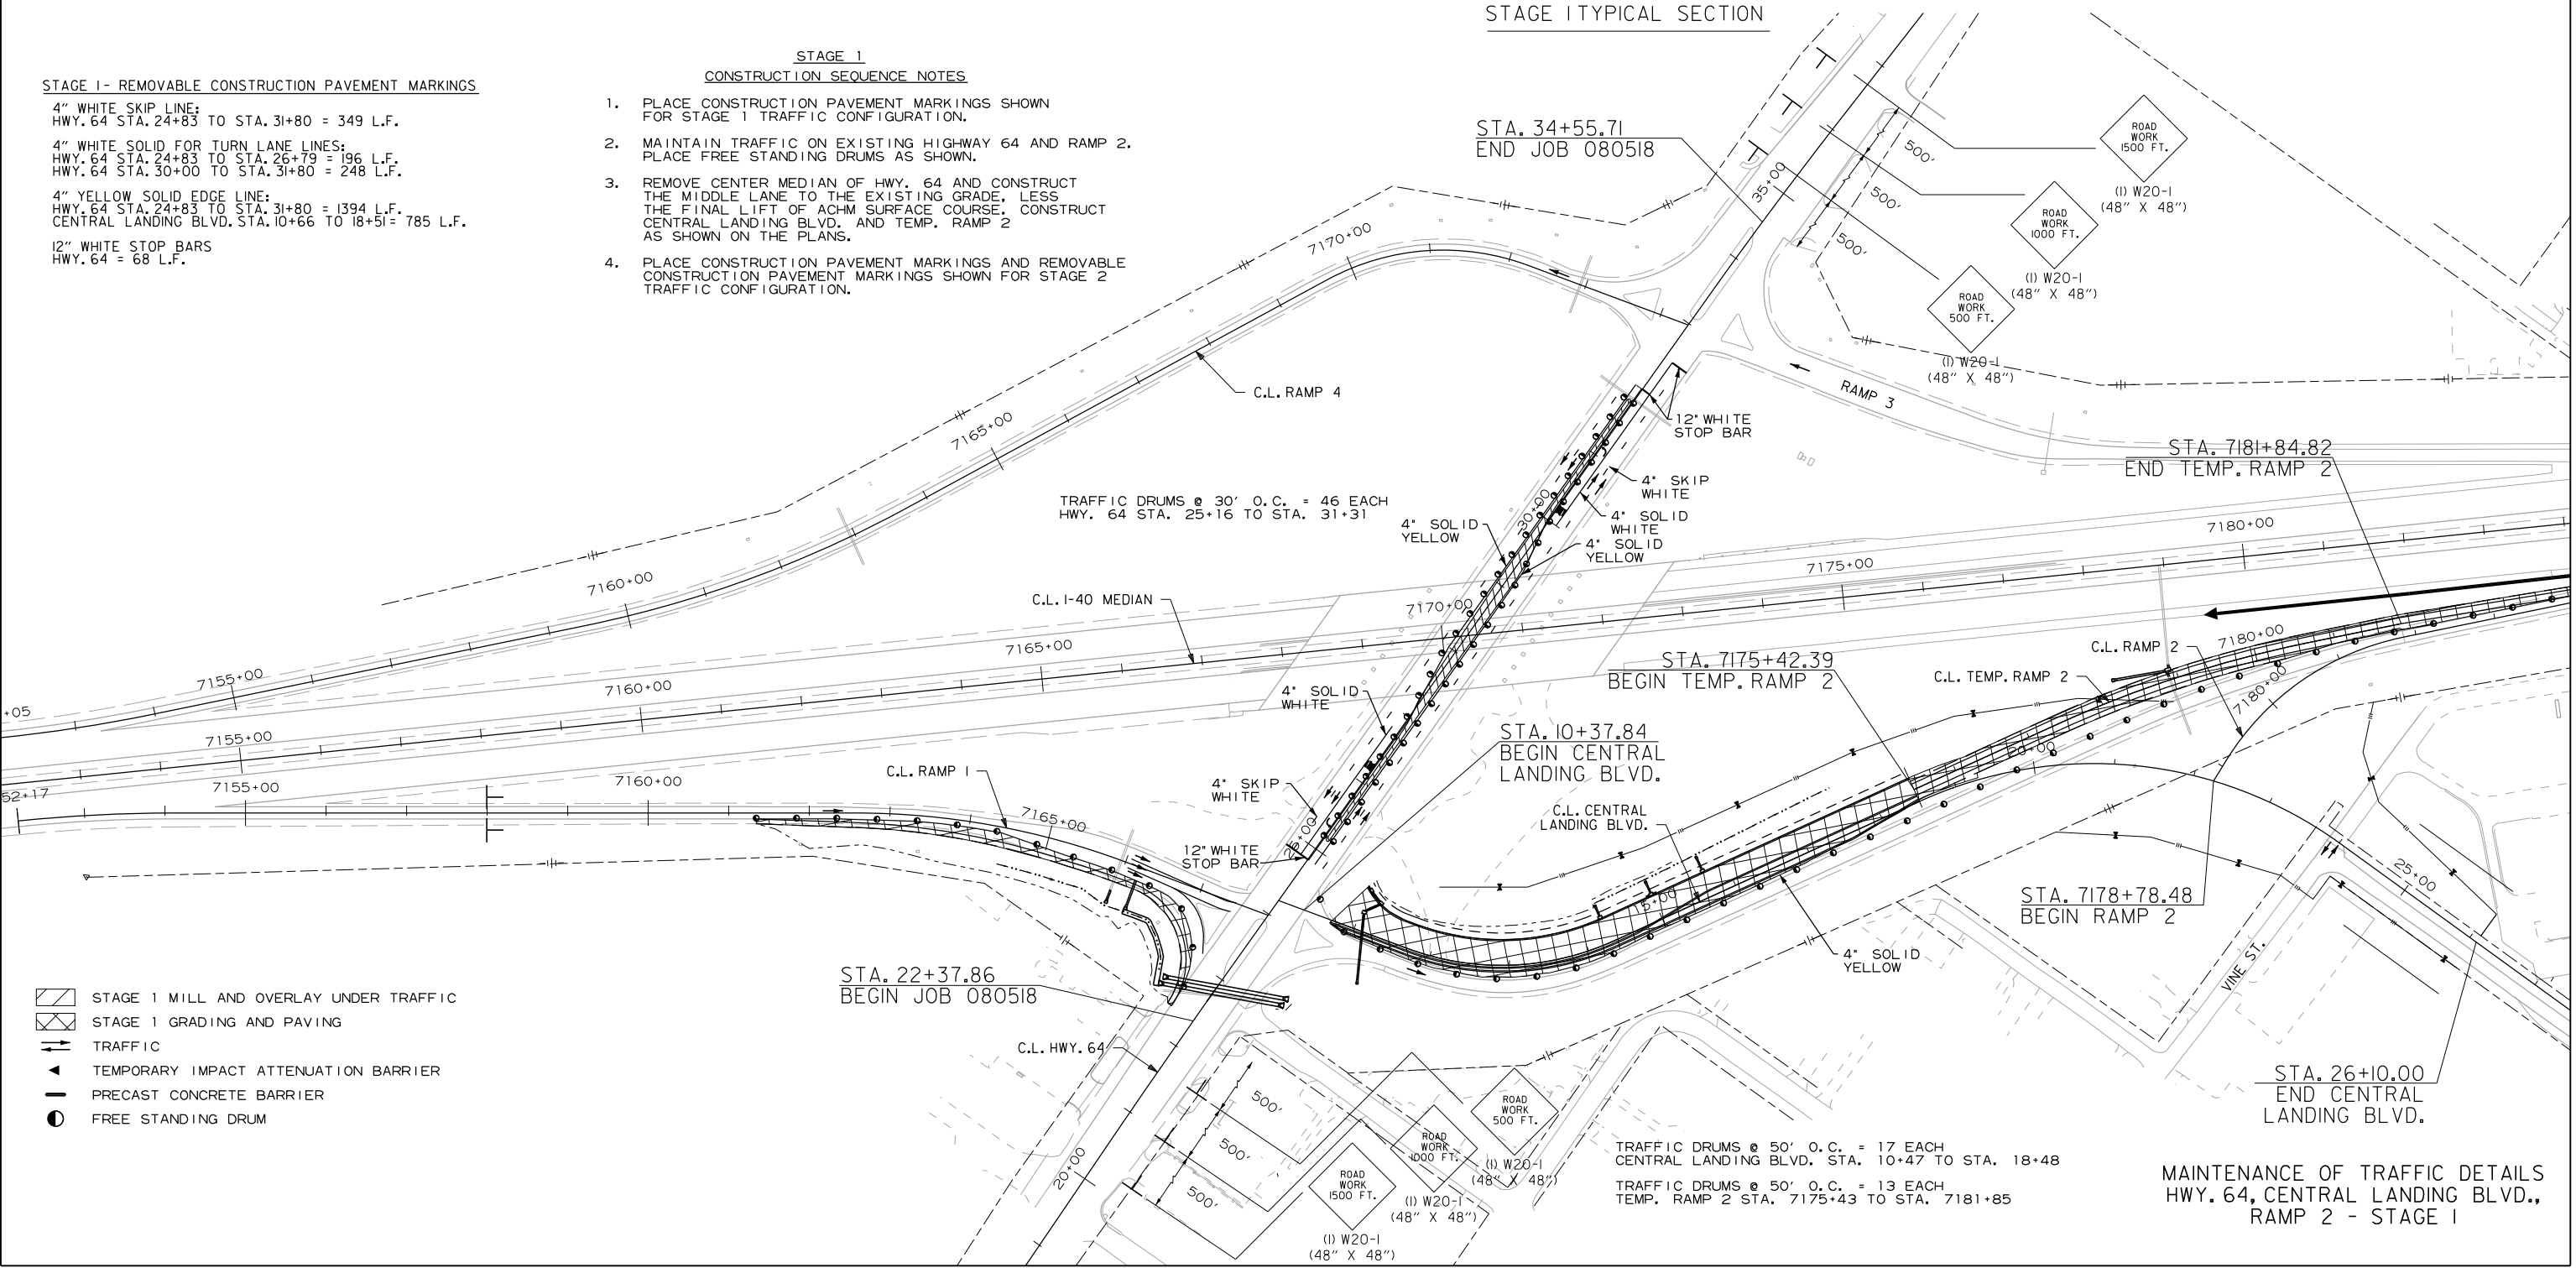 STAGE 1 TYPICAL SECTION
STAGE 1- REMOVABLE CONSTRUCTION PAVEMENT MARKINGS
4" WHITE SKIP LINE:
HWY. 64 STA. 24+83 TO STA. 31+80 = 349 L.F.
4" WHITE SOLID FOR TURN LANE LINES:
HWY. 64 STA. 24+83 TO STA. 26+79 = 196 L.F.
HWY. 64 STA. 30+00 TO STA. 31+80 = 248 L.F.
4" YELLOW SOLID EDGE LINE:
HWY. 64 STA. 24+83 TO STA. 31+80 = 1394 L.F.
CENTRAL LANDING BLVD. STA. 10+66 TO 18+51= 785 L.F.
12" WHITE STOP BARS
HWY. 64 = 68 L.F.
STAGE 1
CONSTRUCTION SEQUENCE NOTES
1. PLACE CONSTRUCTION PAVEMENT MARKINGS SHOWN
FOR STAGE 1 TRAFFIC CONFIGURATION.
2. MAINTAIN TRAFFIC ON EXISTING HIGHWAY 64 AND RAMP 2.
PLACE FREE STANDING DRUMS AS SHOWN.
3. REMOVE CENTER MEDIAN OF HWY. 64 AND CONSTRUCT
THE MIDDLE LANE TO THE EXISTING GRADE, LESS
THE FINAL LIFT OF ACHM SURFACE COURSE. CONSTRUCT
CENTRAL LANDING BLVD. AND TEMP. RAMP 2
AS SHOWN ON THE PLANS.
4. PLACE CONSTRUCTION PAVEMENT MARKINGS AND REMOVABLE
CONSTRUCTION PAVEMENT MARKINGS SHOWN FOR STAGE 2
TRAFFIC CONFIGURATION.
STA. 34+55.71
END JOB 080518
35+00
500'
500'
500'
ROAD
WORK
1500 FT.
(1) W20-1
(48" X 48")
ROAD
WORK
1000 FT.
(1) W20-1
(48" X 48")
ROAD
WORK
500 FT.
(1) W20-1
(48" X 48")
7170+00
C.L. RAMP 4
7165+00
RAMP 3
12" WHITE
STOP BAR
STA. 7181+84.82
END TEMP. RAMP 2
4" SKIP
WHITE
TRAFFIC DRUMS @ 30' O.C. = 46 EACH
HWY. 64 STA. 25+16 TO STA. 31+31
30+00
4" SOLID
YELLOW
4" SOLID
WHITE
4" SOLID
YELLOW
7180+00
7175+00
7160+00
C.L. I-40 MEDIAN
7170+00
7165+00
7180+00
C.L. RAMP 2
STA. 7175+42.39
BEGIN TEMP. RAMP 2
C.L. TEMP. RAMP 2
7155+00
7160+00
4" SOLID
WHITE
7180+00
+05
7155+00
STA. 10+37.84
BEGIN CENTRAL
LANDING BLVD.
20+00
C.L. RAMP 1
7160+00
7155+00
52+17
4" SKIP
WHITE
7165+00
C.L. CENTRAL
LANDING BLVD.
25+00
12" WHITE
STOP BAR
25+00
STA. 7178+78.48
BEGIN RAMP 2
15+00
4" SOLID
YELLOW
VINE ST.
STA. 22+37.86
BEGIN JOB 080518
C.L. HWY. 64
STAGE 1 MILL AND OVERLAY UNDER TRAFFIC
STAGE 1 GRADING AND PAVING
TRAFFIC
TEMPORARY IMPACT ATTENUATION BARRIER
PRECAST CONCRETE BARRIER
FREE STANDING DRUM
20+00
500'
500'
500'
ROAD
WORK
500 FT.
(1) W20-1
(48" X 48")
ROAD
WORK
1000 FT.
(1) W20-1
(48" X 48")
ROAD
WORK
1500 FT.
(1) W20-1
(48" X 48")
STA. 26+10.00
END CENTRAL
LANDING BLVD.
TRAFFIC DRUMS @ 50' O.C. = 17 EACH
CENTRAL LANDING BLVD. STA. 10+47 TO STA. 18+48
TRAFFIC DRUMS @ 50' O.C. = 13 EACH
TEMP. RAMP 2 STA. 7175+43 TO STA. 7181+85
MAINTENANCE OF TRAFFIC DETAILS
HWY. 64, CENTRAL LANDING BLVD.,
RAMP 2 - STAGE 1